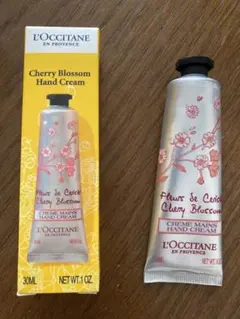 L'OCCITANE
EN PROVENCE
Cherry Blossom
Hand Cream
Fleurs de Cerisier
Cherry Blossom
CRÈME MAINS
HAND CREAM
L'OCCITANE
EN PROVENCE
30ML
NET WT.1 OZ.
Fleurs de Cerisier
Cherry Blossom
CRÈME MAINS
HAND CREAM
L'OCCITANE
EN PROVENCE